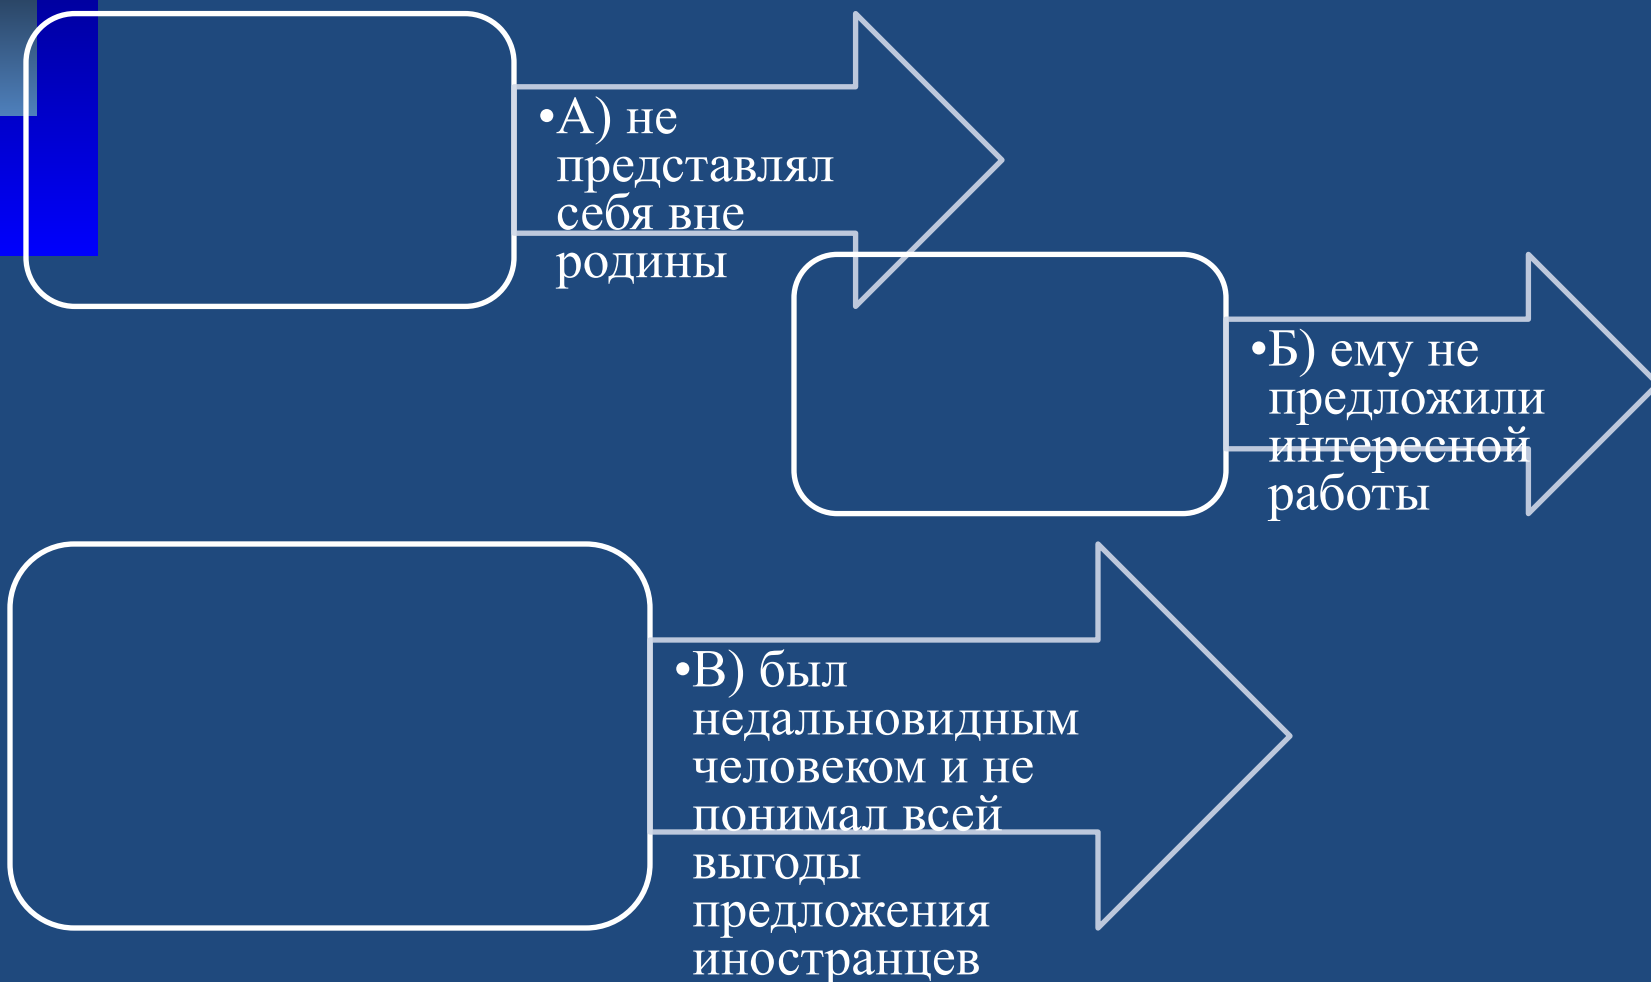 •А) не
представлял
себя вне
родины
•Б) ему не
предложили
интересной
работы
•В) был
недальновидным
человеком и не
понимал всей
выгоды
предложения
иностранцев